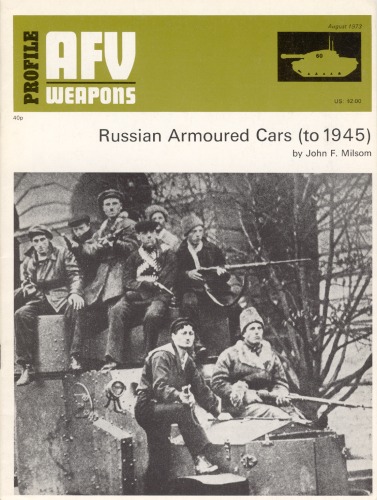 PROFILE
AFV
WEAPONS
August 1973
60
US: $2.00
40p
Russian Armoured Cars (to 1945)
by John F. Milsom